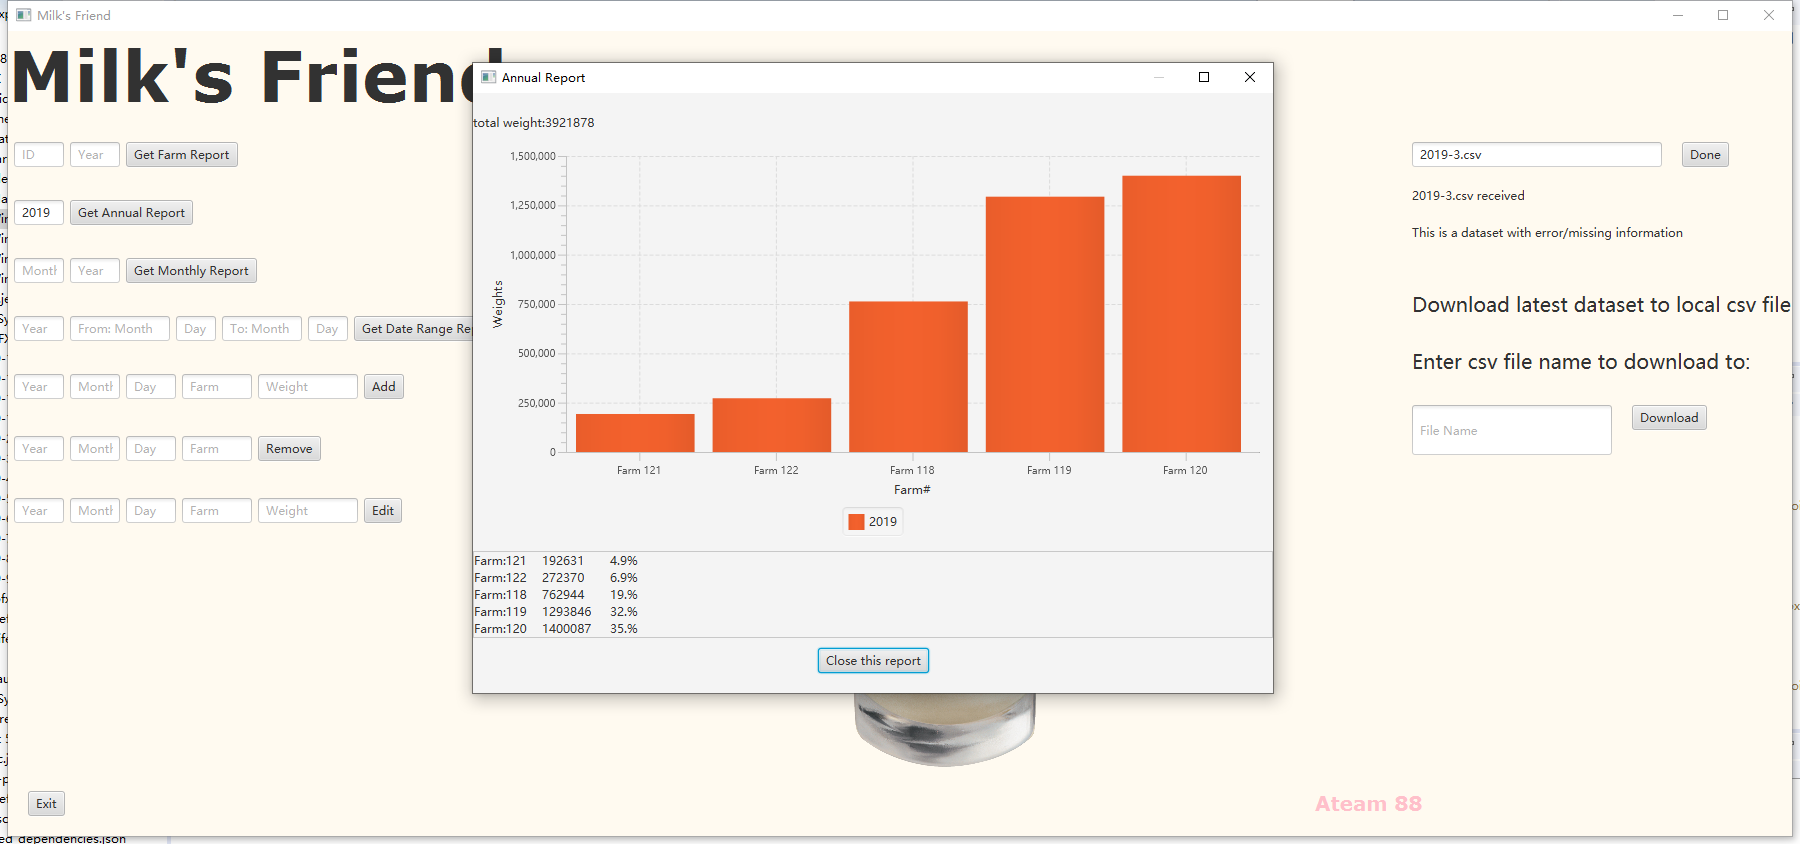 Milk's Friend
Milk's Friend
ID Year Get Farm Report
2019 Get Annual Report
Month Year Get Monthly Report
Year From: Month Day To: Month Day Get Date Range
Year Month Day Farm Weight Add
Year Month Day Farm Remove
Year Month Day Farm Weight Edit
Exit
Annual Report
total weight:3921878
1,500,000
1,250,000
1,000,000
750,000
500,000
250,000
0
Weights
Farm 121 Farm 122 Farm 118 Farm 119 Farm 120
Farm#
2019
Farm:121 192631 4.9%
Farm:122 272370 6.9%
Farm:118 762944 19.%
Farm:119 1293846 32.%
Farm:120 1400087 35.%
Close this report
2019-3.csv Done
2019-3.csv received
This is a dataset with error/missing information
Download latest dataset to local csv file
Enter csv file name to download to:
File Name Download
Ateam 88
ed_dependencies.json